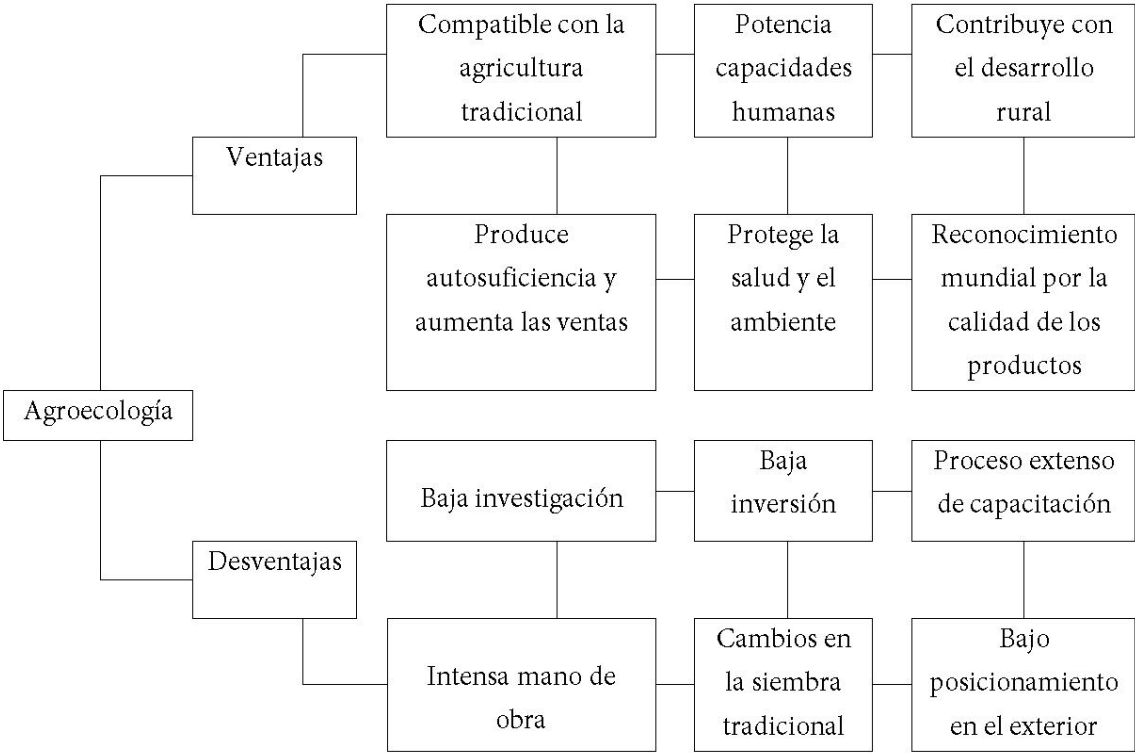 Compatible con la
agricultura
tradicional
Potencia
capacidades
humanas
Contribuye con
el desarrollo
rural
Ventajas
Produce
autosuficiencia y
aumenta las ventas
Protege la
salud y el
ambiente
Reconocimiento
mundial por la
calidad de los
productos
Agroecología
Baja investigación
Baja
inversión
Proceso extenso
de capacitación
Desventajas
Intensa mano de
obra
Cambios en
la siembra
tradicional
Bajo
posicionamiento
en el exterior